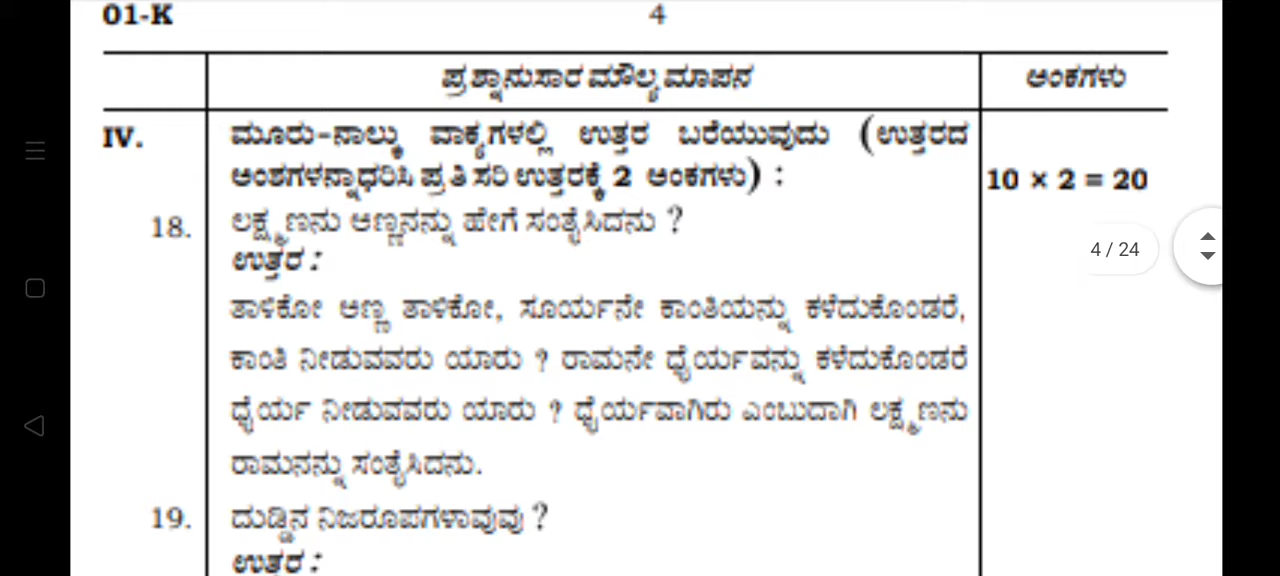 01-K 4
ಪ್ರಶ್ನಾನುಸಾರ ಮೌಲ್ಯಮಾಪನ ಅಂಕಗಳು
IV. ಮೂರು-ನಾಲ್ಕು ವಾಕ್ಯಗಳಲ್ಲಿ ಉತ್ತರ ಬರೆಯುವುದು (ಉತ್ತರದ
ಅಂಶಗಳನ್ನಾಧರಿಸಿ ಪ್ರತಿ ಸರಿ ಉತ್ತರಕ್ಕೆ 2 ಅಂಕಗಳು) : 10 × 2 = 20
18. ಲಕ್ಷ್ಮಣನು ಅಣ್ಣನನ್ನು ಹೇಗೆ ಸಂತೈಸಿದನು ?
ಉತ್ತರ :
4 / 24
ತಾಳಿಕೋ ಅಣ್ಣ ತಾಳಿಕೋ, ಸೂರ್ಯನೇ ಕಾಂತಿಯನ್ನು ಕಳೆದುಕೊಂಡರೆ,
ಕಾಂತಿ ನೀಡುವವರು ಯಾರು ? ರಾಮನೇ ಧೈರ್ಯವನ್ನು ಕಳೆದುಕೊಂಡರೆ
ಧೈರ್ಯ ನೀಡುವವರು ಯಾರು ? ಧೈರ್ಯವಾಗಿರು ಎಂಬುದಾಗಿ ಲಕ್ಷ್ಮಣನು
ರಾಮನನ್ನು ಸಂತೈಸಿದನು.
19. ದುಡ್ಡಿನ ನಿಜರೂಪಗಳಾವುವು ?
ಉತ್ತರ :